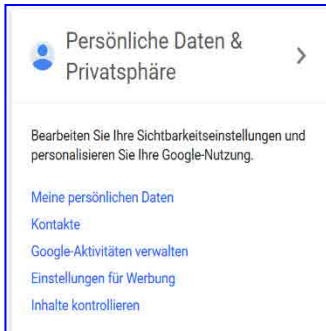 Persönliche Daten &
Privatsphäre
Bearbeiten Sie Ihre Sichtbarkeitseinstellungen und
personalisieren Sie Ihre Google-Nutzung.
Meine persönlichen Daten
Kontakte
Google-Aktivitäten verwalten
Einstellungen für Werbung
Inhalte kontrollieren